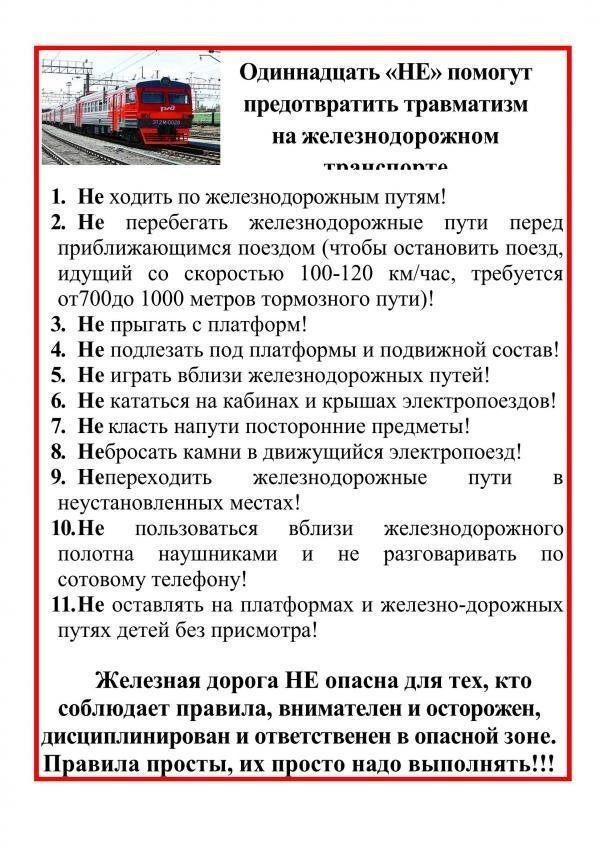 Одиннадцать «НЕ» помогут
предотвратить травматизм
на железнодорожном
транспорте
1. Не ходить по железнодорожным путям!
2. Не перебегать железнодорожные пути перед
приближающимся поездом (чтобы остановить поезд,
идущий со скоростью 100-120 км/час, требуется
от700до 1000 метров тормозного пути)!
3. Не прыгать с платформ!
4. Не подлезать под платформы и подвижной состав!
5. Не играть вблизи железнодорожных путей!
6. Не кататься на кабинах и крышах электропоездов!
7. Не класть напути посторонние предметы!
8. Небросать камни в движущийся электропоезд!
9. Непереходить железнодорожные пути в
неустановленных местах!
10.Не пользоваться вблизи железнодорожного
полотна наушниками и не разговаривать по
сотовому телефону!
11.Не оставлять на платформах и железно-дорожных
путях детей без присмотра!
Железная дорога НЕ опасна для тех, кто
соблюдает правила, внимателен и осторожен,
дисциплинирован и ответственен в опасной зоне.
Правила просты, их просто надо выполнять!!!